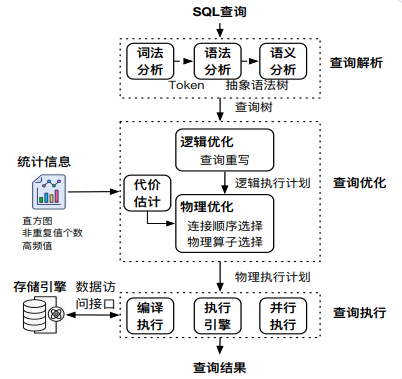 SQL查询
词法
分析
语法
分析
语义
分析
查询解析
Token
抽象语法树
查询树
逻辑优化
查询重写
统计信息
逻辑执行计划
代价
估计
查询优化
物理优化
直方图
非重复值个数
高频值
连接顺序选择
物理算子选择
物理执行计划
存储引擎
数据访
问接口
编译
执行
执行
引擎
并行
执行
查询执行
查询结果